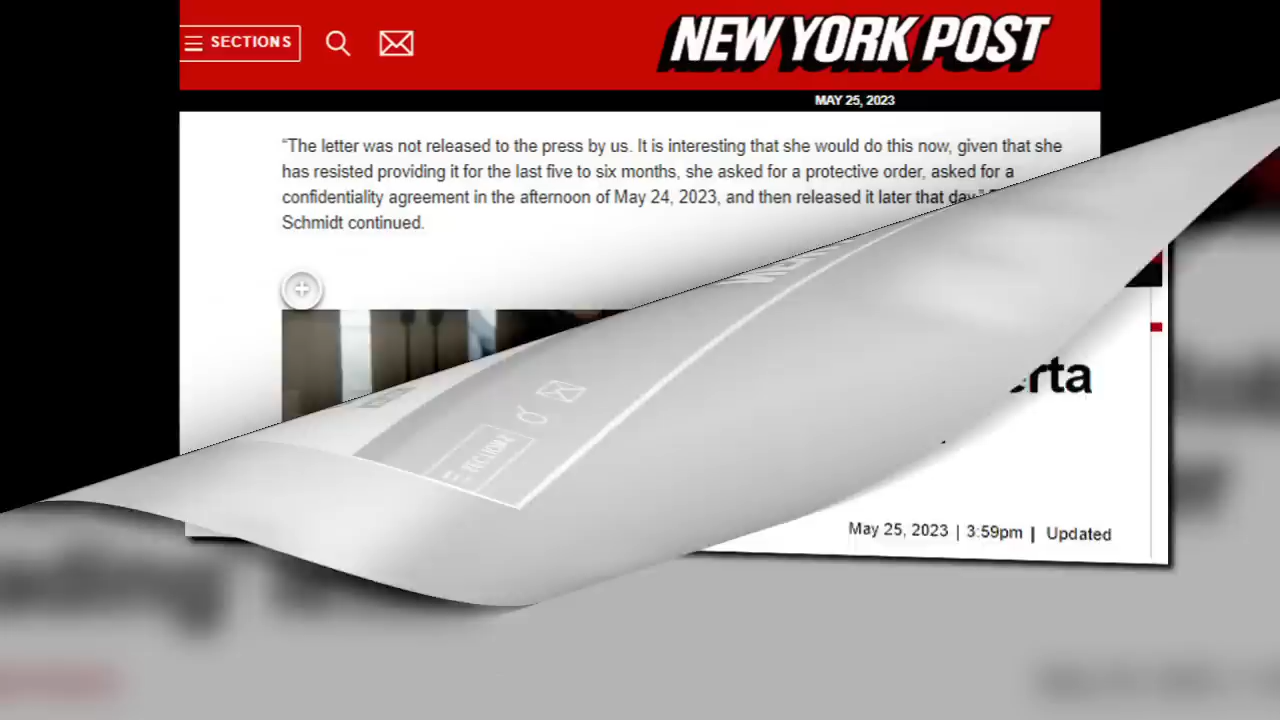 SECTIONS
NEW YORK POST
MAY 25, 2023
“The letter was not released to the press by us. It is interesting that she would do this now, given that she
has resisted providing it for the last five to six months, she asked for a protective order, asked for a
confidentiality agreement in the afternoon of May 24, 2023, and then released it later that day,”
Schmidt continued.
SECTIONS
May 25, 2023 | 3:59pm | Updated